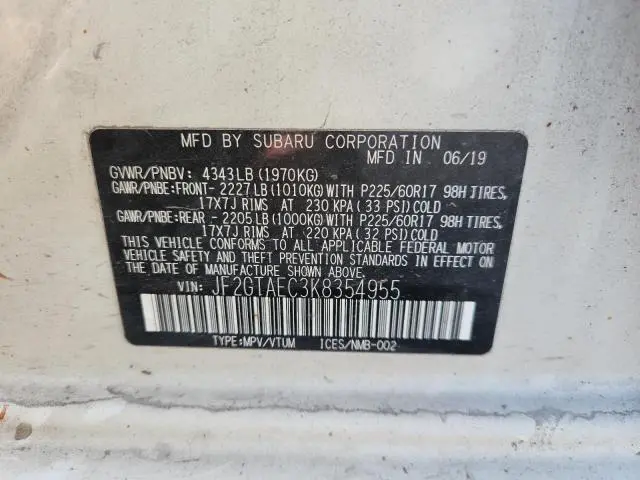 MFD BY SUBARU CORPORATION
MFD IN 06/19
GVWR/PNBV: 4343LB (1970KG)
GAWR/PNBE:FRONT- 2227LB(1010KG)WITH P225/60R17 98H TIRES,
17X7J RIMS AT 230 KPA (33 PSI)COLD
GAWR/PNBE:REAR - 2205LB(1000KG)WITH P225/60R17 98H TIRES,
17X7J RIMS AT 220 KPA (32 PSI)COLD
THIS VEHICLE CONFORMS TO ALL APPLICABLE FEDERAL MOTOR
VEHICLE SAFETY AND THEFT PREVENTION STANDARDS IN EFFECT ON
THE DATE OF MANUFACTURE SHOWN ABOVE.
VIN: JF2GTAEC3K8354955
TYPE:MPV/VTUM ICES/NMB-002